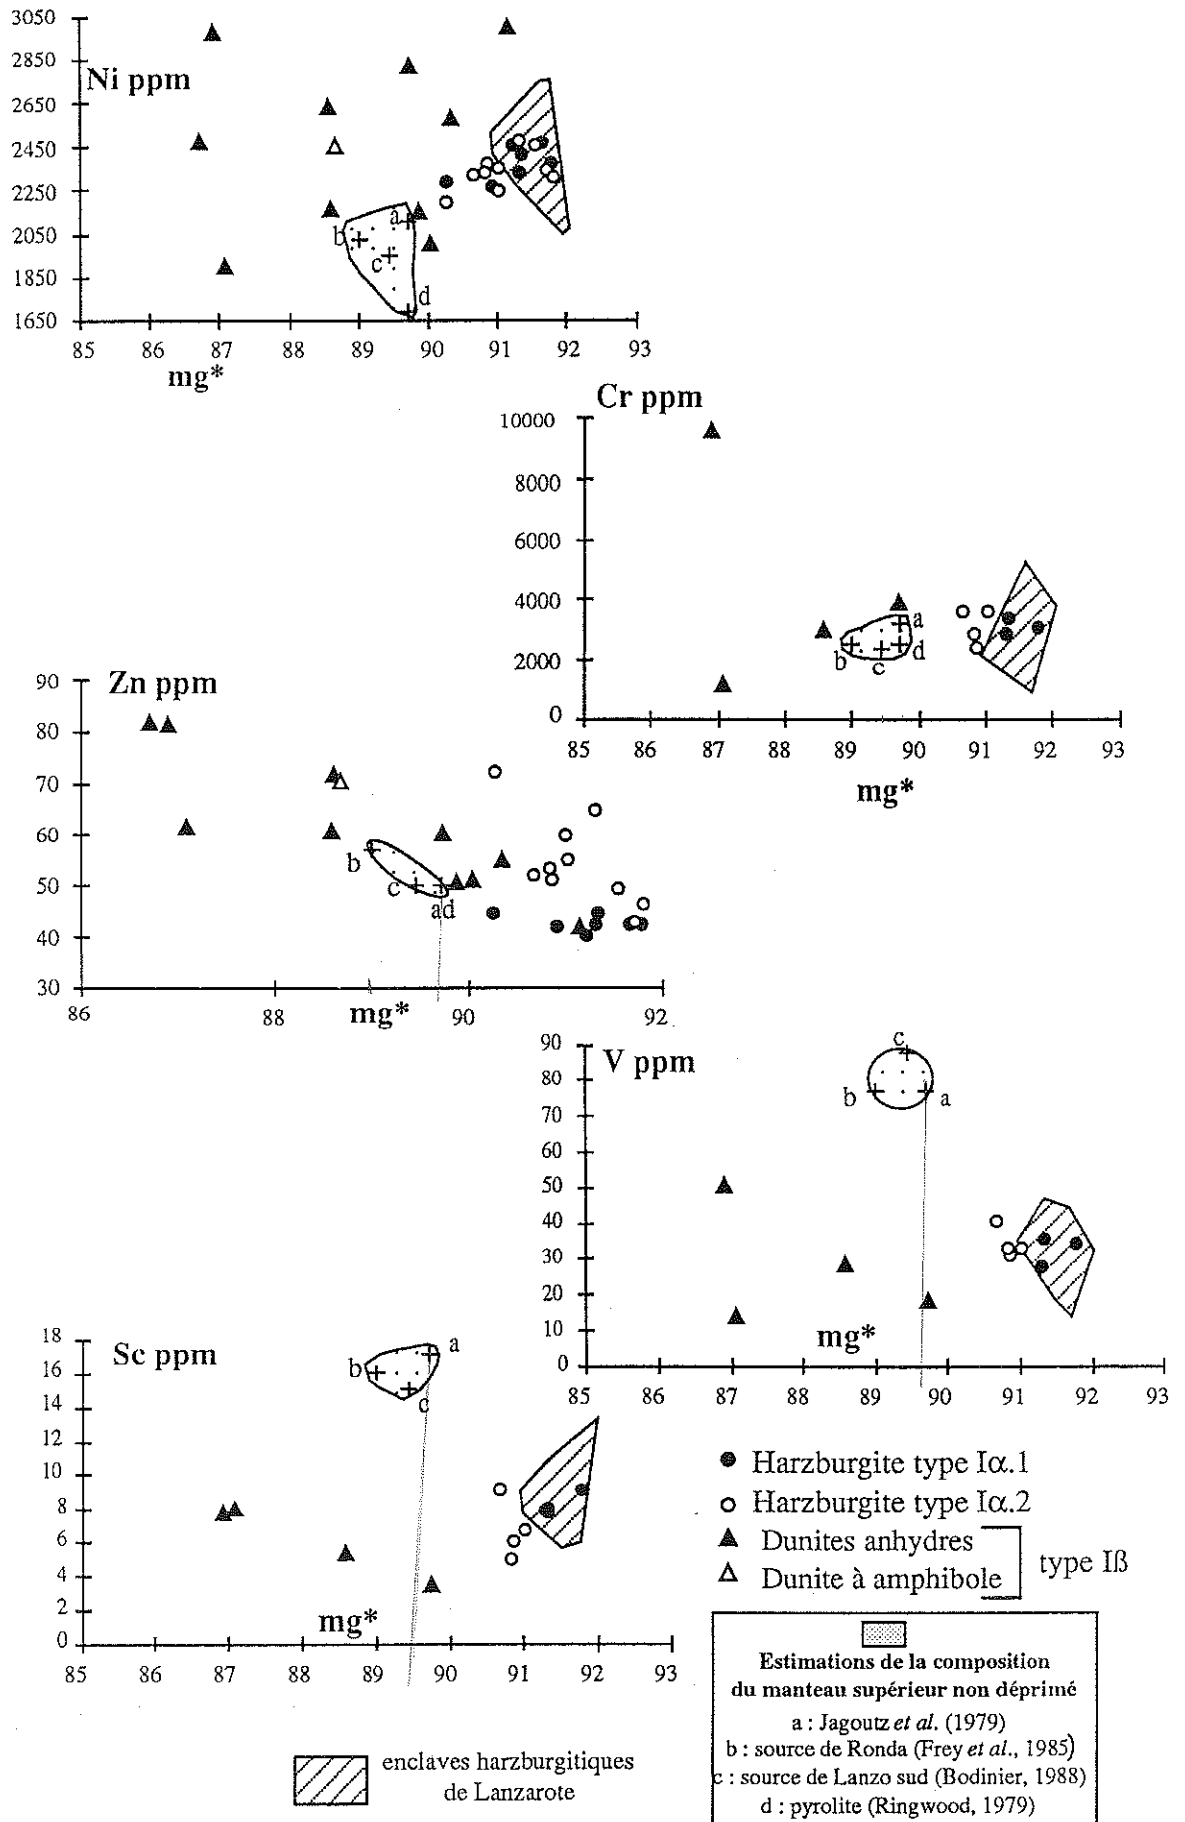 3050
2850
Ni ppm
2650
2450
2250
2050
1850
1650
a
b
c
d
85 86 87 88 89 90 91 92 93
mg*
Cr ppm
10000
8000
6000
4000
2000
0
a
b
c
d
85 86 87 88 89 90 91 92 93
mg*
Zn ppm
90
80
70
60
50
40
30
b
c
ad
86 88 90 92
mg*
V ppm
90
80
70
60
50
40
30
20
10
0
c
b
a
mg*
85 87 88 89 90 91 92 93
Sc ppm
18
16
14
12
10
8
6
4
2
0
a
b
c
mg*
85 87 88 89 90 91 92 93
Harzburgite type Iα.1
Harzburgite type Iα.2
Dunites anhydres
Dunite à amphibole
type Iß
enclaves harzburgitiques
de Lanzarote
Estimations de la composition
du manteau supérieur non déprimé
a : Jagoutz et al. (1979)
b : source de Ronda (Frey et al., 1985)
c : source de Lanzo sud (Bodinier, 1988)
d : pyrolite (Ringwood, 1979)